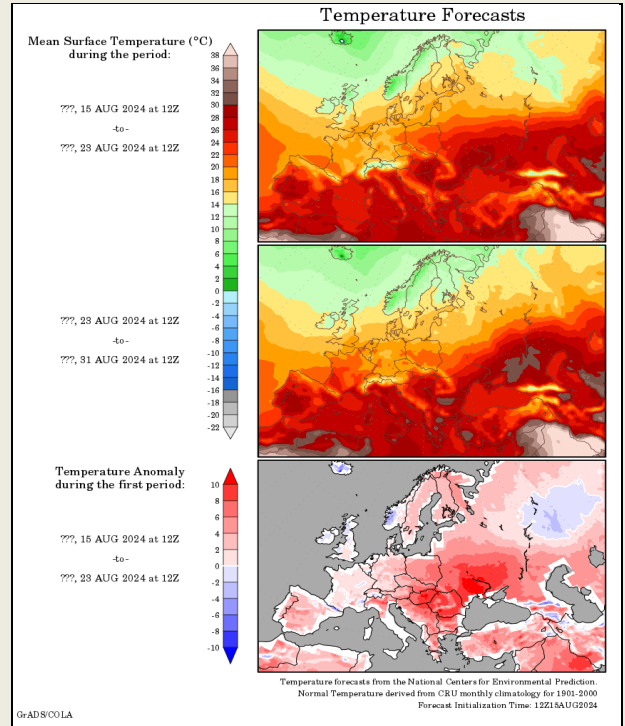 Temperature Forecasts
Mean Surface Temperature (°C)
during the period:
38
36
34
32
30
28
26
24
22
20
18
16
14
12
10
8
6
4
2
0
-2
-4
-6
-8
-10
-12
-14
-16
-18
-20
-22
???, 15 AUG 2024 at 12Z
-to-
???, 23 AUG 2024 at 12Z
???, 23 AUG 2024 at 12Z
-to-
???, 31 AUG 2024 at 12Z
Temperature Anomaly
during the first period:
10
8
6
4
2
0
-2
-4
-6
-8
-10
???, 15 AUG 2024 at 12Z
-to-
???, 23 AUG 2024 at 12Z
Temperature forecasts from the National Centers for Environmental Prediction.
Normal Temperature derived from CRU monthly climatology for 1901-2000
Forecast Initialization Time: 12Z15AUG2024
GrADS/COLA